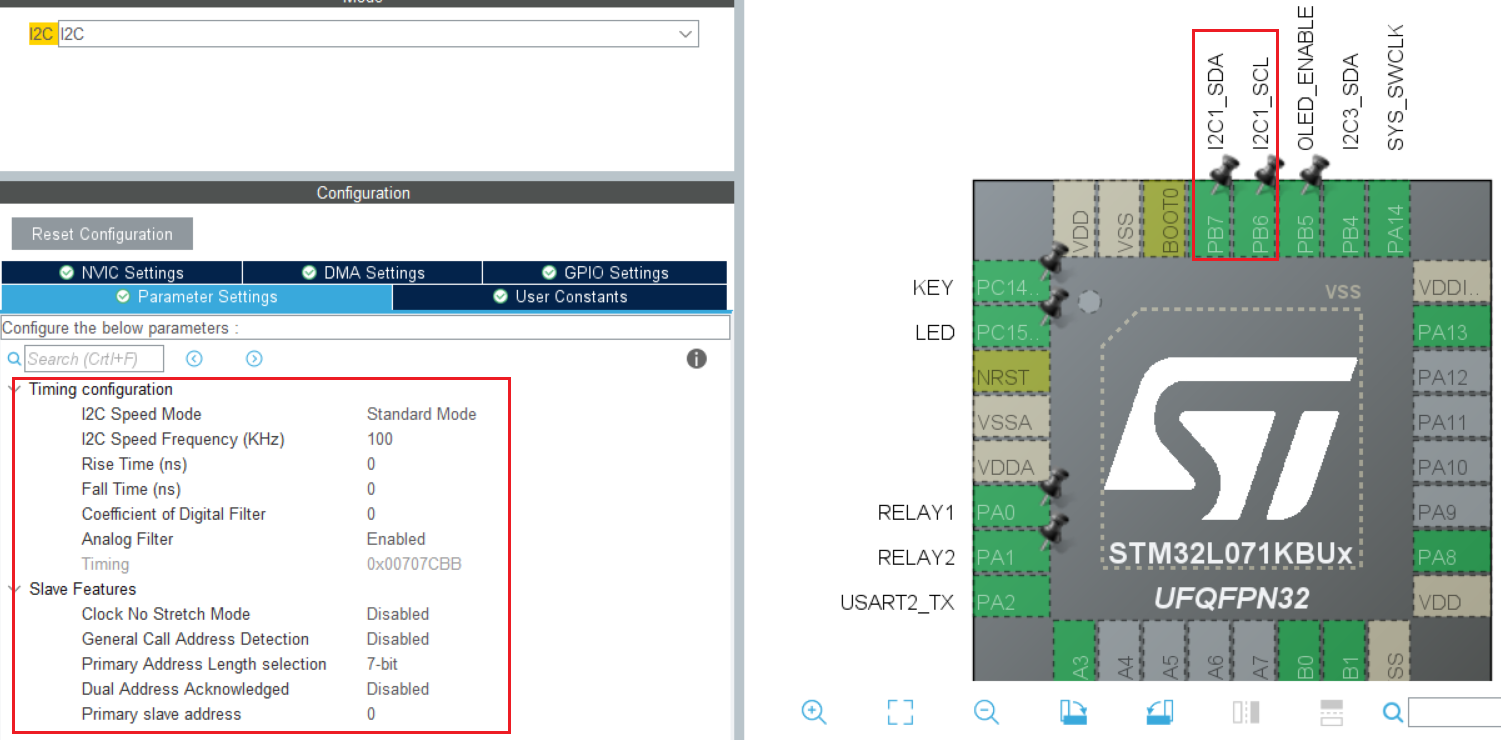 Mode
I2C I2C
Configuration
Reset Configuration
NVIC Settings
DMA Settings
GPIO Settings
Parameter Settings
User Constants
Configure the below parameters :
Search (CrtI+F)
Timing configuration
I2C Speed Mode Standard Mode
I2C Speed Frequency (KHz) 100
Rise Time (ns) 0
Fall Time (ns) 0
Coefficient of Digital Filter 0
Analog Filter Enabled
Timing 0x00707CBB
Slave Features
Clock No Stretch Mode Disabled
General Call Address Detection Disabled
Primary Address Length selection 7-bit
Dual Address Acknowledged Disabled
Primary slave address 0
I2C1_SDA
I2C1_SCL
OLED_ENABLE
I2C3_SDA
SYS_SWCLK
VDD
VSS
BOOT0
PB7
PB6
PB5
PB4
PA14
KEY PC14..
LED PC15..
NRST
VSSA
VDDA
RELAY1 PA0
RELAY2 PA1
USART2_TX PA2
VSS
ST
STM32L071KBUx
UFQFPN32
VDDI..
PA13
PA12
PA11
PA10
PA9
PA8
VDD
A3
A4
A5
A6
A7
B0
B1
SS